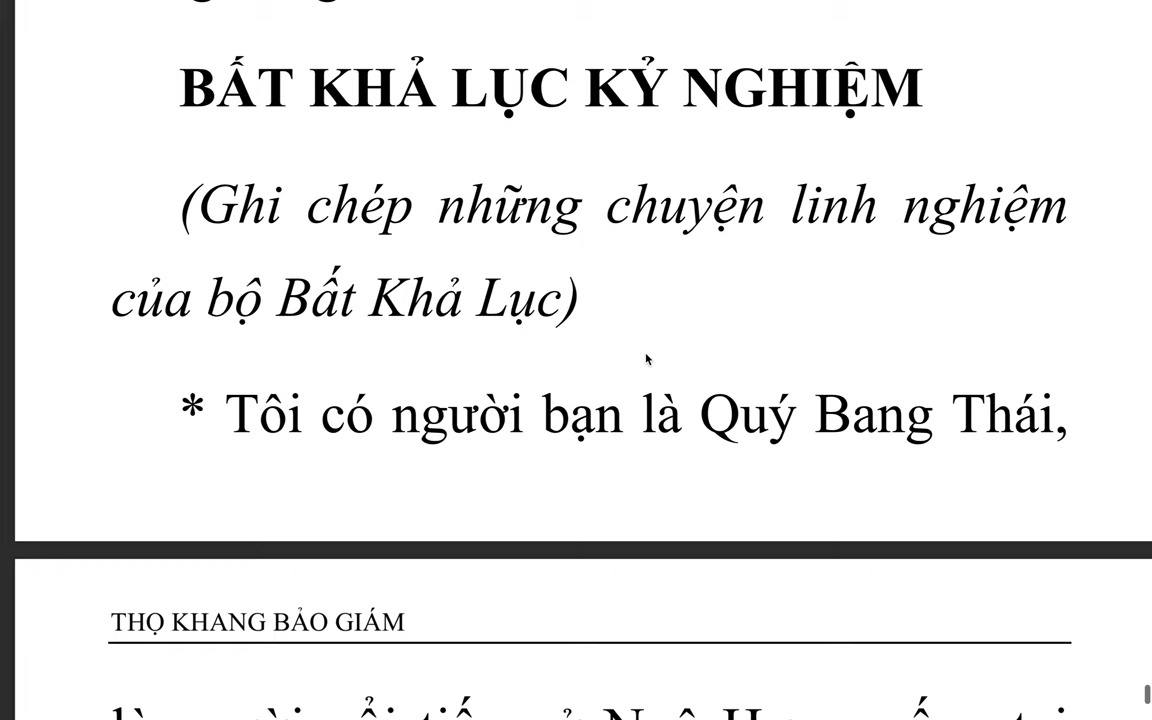 BẤT KHẢ LỤC KỶ NGHIỆM
(Ghi chép những chuyện linh nghiệm
của bộ Bất Khả Lục)
* Tôi có người bạn là Quý Bang Thái,
THỌ KHANG BẢO GIÁM